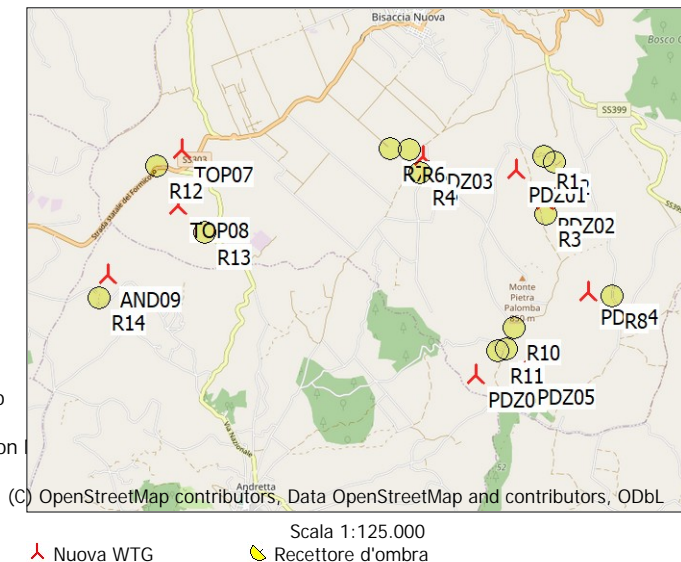 Bisaccia Nuova
Bosco
SS399
SS303
TOP07
R12
Strada statale del Formicoso
TOP08
R13
AND09
R14
R6
PDZ03
R4
R1
PDZ01
PDZ02
R3
Monte
Pietra
Palomba
R8
R10
R11
PDZ05
Via Nazionale
Andretta
(C) OpenStreetMap contributors, Data OpenStreetMap and contributors, ODbL
Scala 1:125.000
Nuova WTG
Recettore d'ombra